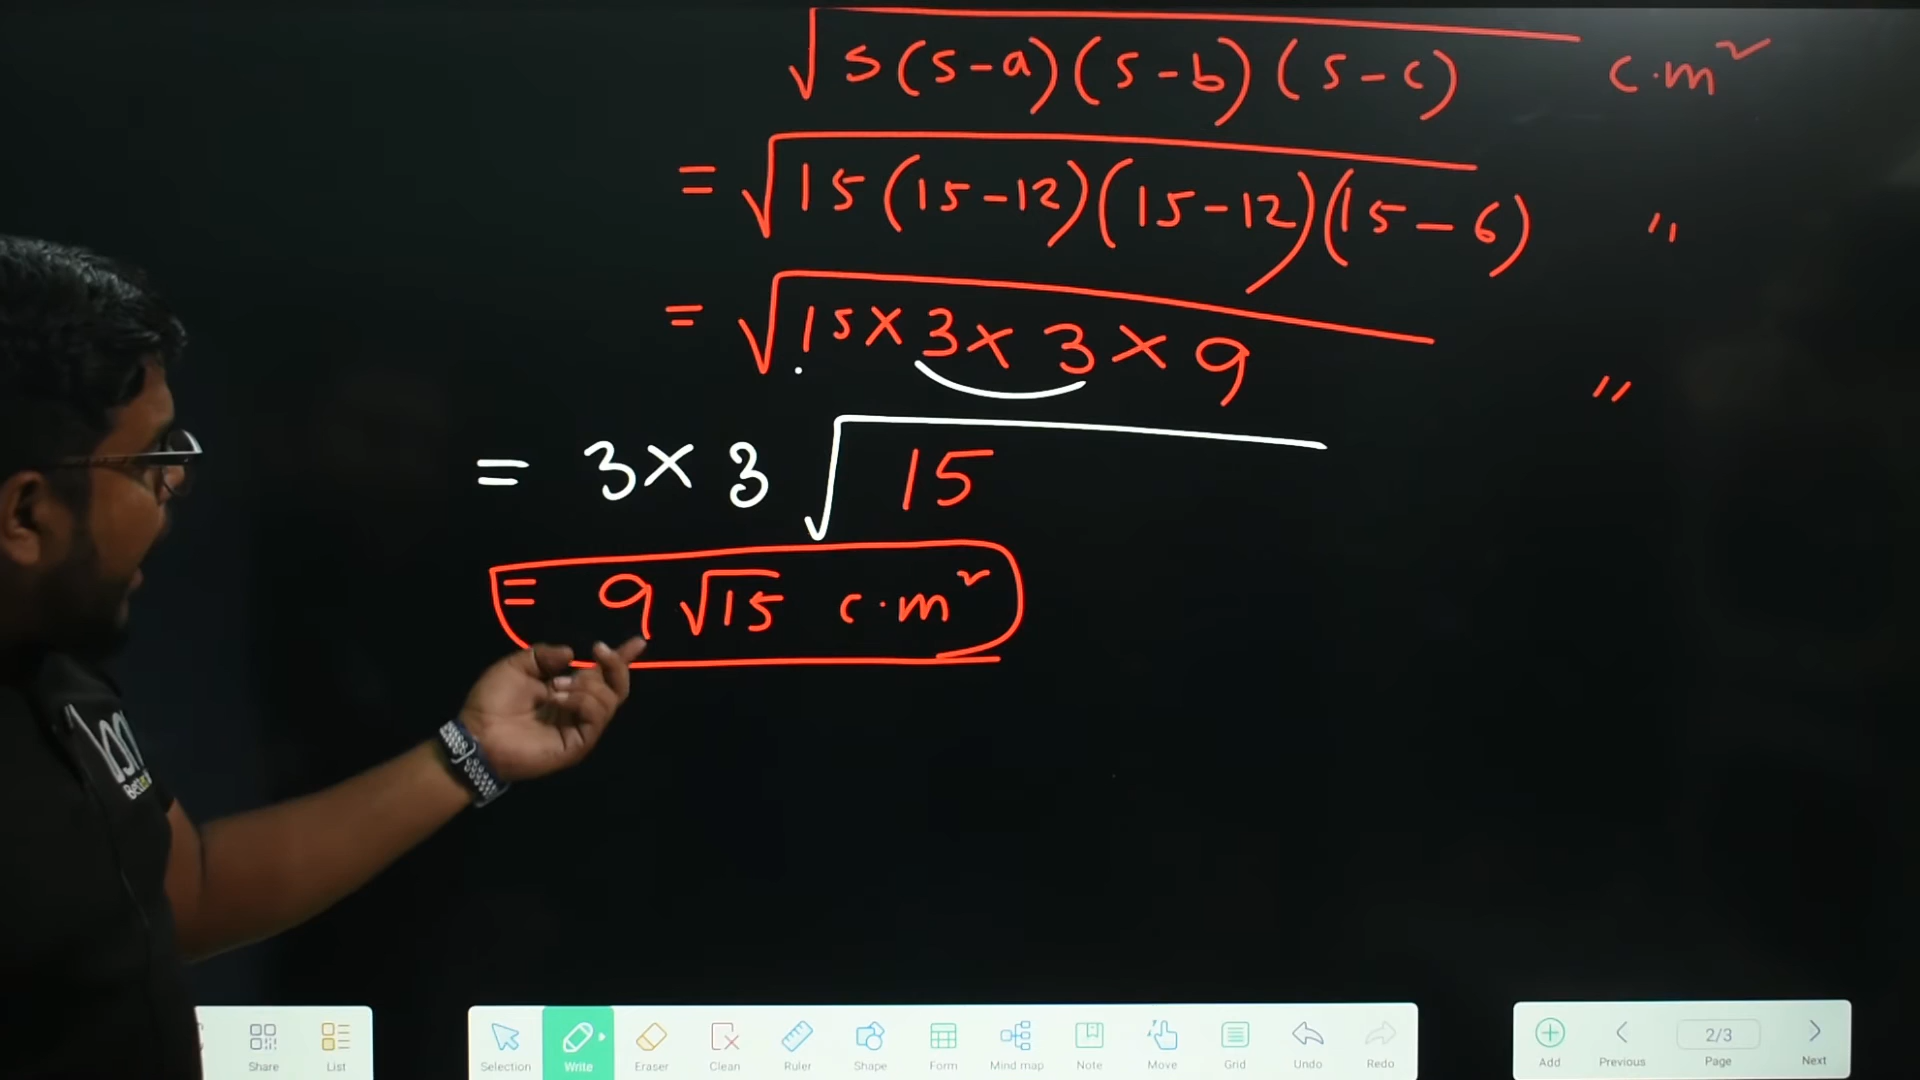 √s(s-a)(s-b)(s-c) c.m²
= √15(15-12)(15-12)(15-6) "
= √15×3×3×9 "
= 3×3 √15
= 9√15 c.m²
Share
List
Selection
Write
Eraser
Clean
Ruler
Shape
Form
Mind map
Note
Move
Grid
Undo
Redo
Add
Previous
2/3
Page
Next